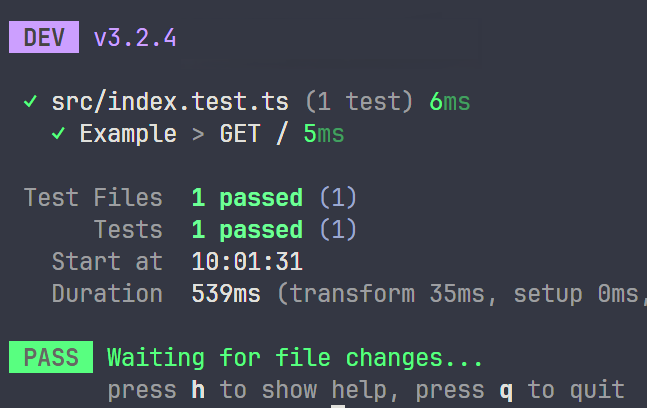 DEV v3.2.4
✓ src/index.test.ts (1 test) 6ms
✓ Example > GET / 5ms
Test Files 1 passed (1)
Tests 1 passed (1)
Start at 10:01:31
Duration 539ms (transform 35ms, setup 0ms,
PASS Waiting for file changes...
press h to show help, press q to quit